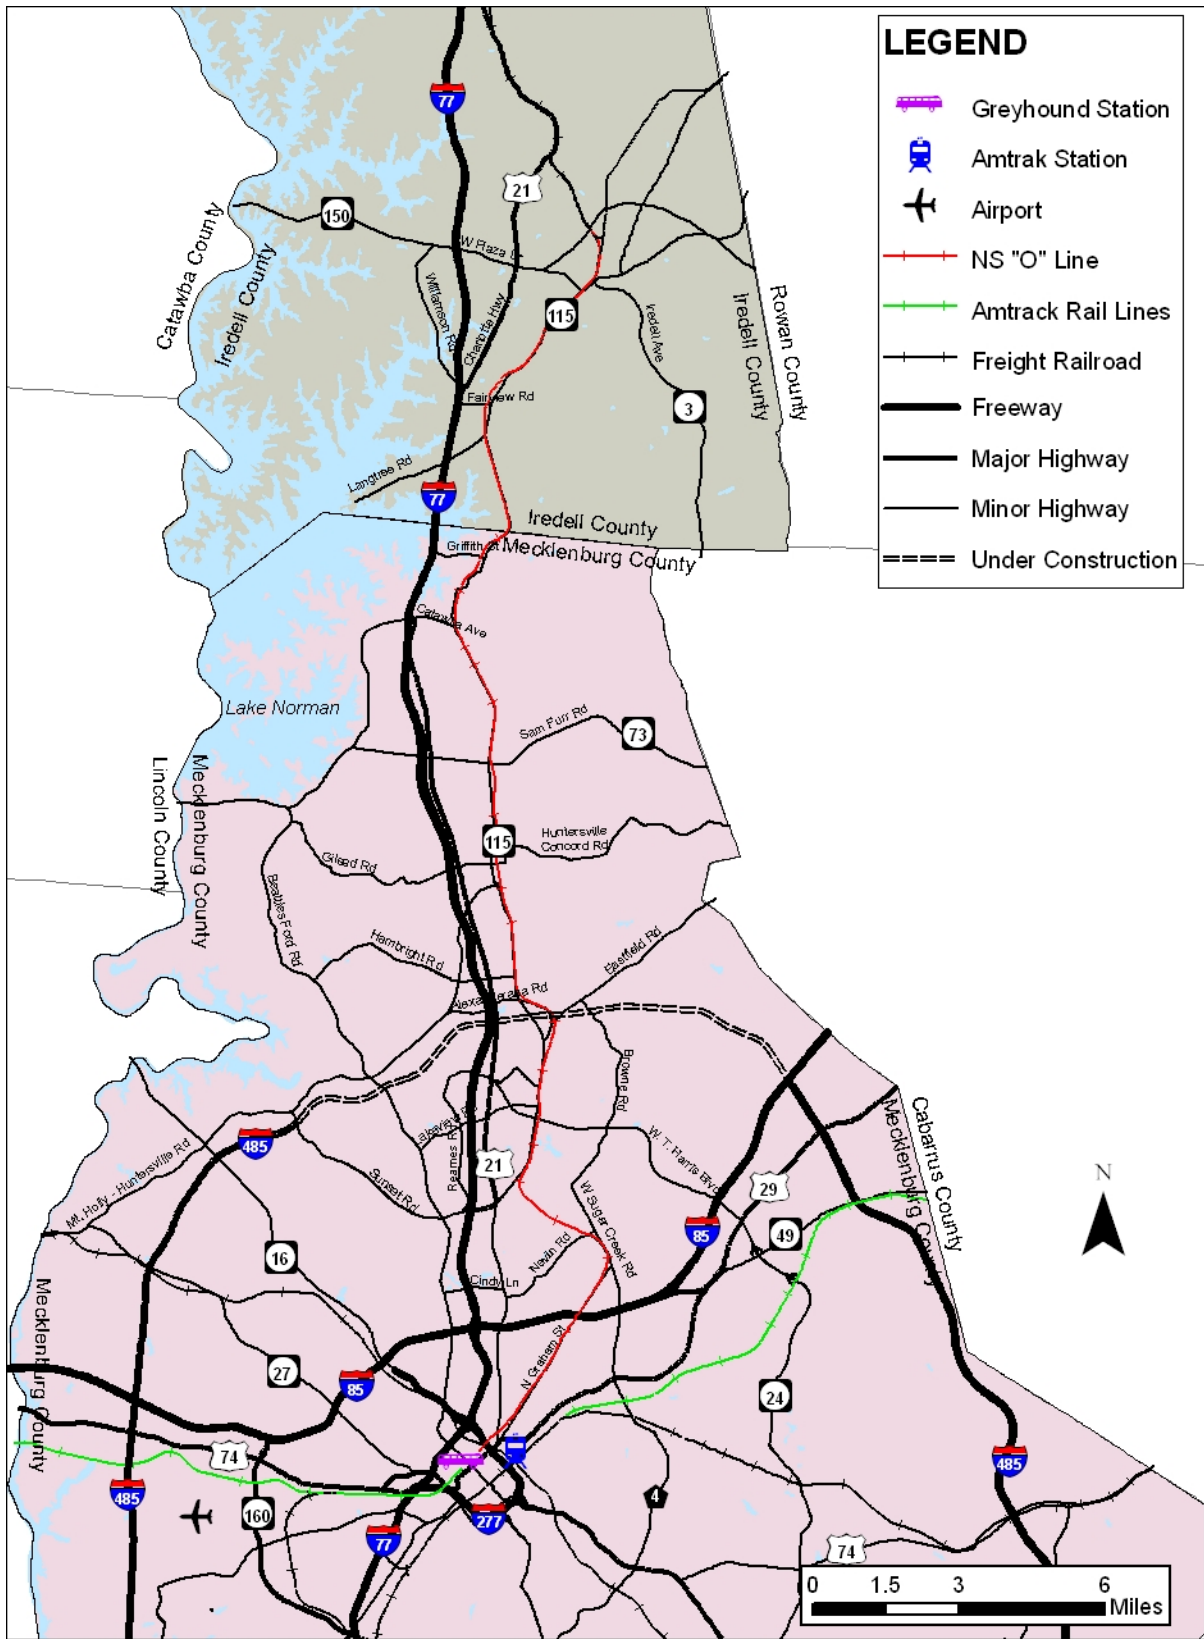 LEGEND
Greyhound Station
Amtrak Station
Airport
NS "O" Line
Amtrack Rail Lines
Freight Railroad
Freeway
Major Highway
Minor Highway
Under Construction
77
21
150
Catawba County
Iredell County
W Plaza
Williamson Rd
Charlotte Hwy
115
Iredell Ave
Rowan County
Iredell County
Fairview Rd
3
Langtree Rd
77
Iredell County
Mecklenburg County
Griffith St
Catawba Ave
Lake Norman
Sam Furr Rd
73
Lincoln County
Mecklenburg County
115
Huntersville
Concord Rd
Gilead Rd
Beatties Ford Rd
Hambright Rd
Eastfield Rd
Alexanderana Rd
Browne Rd
Cabarrus County
Mecklenburg County
485
Mt. Holly - Huntersville Rd
Lakeview Rd
Reames Rd
21
W. T. Harris Blvd
29
Sunset Rd
W Sugar Creek Rd
85
49
N
16
Nevin Rd
Cindy Ln
Mecklenburg County
27
85
N Graham St
24
74
485
160
277
77
4
485
74
0 1.5 3 6
Miles